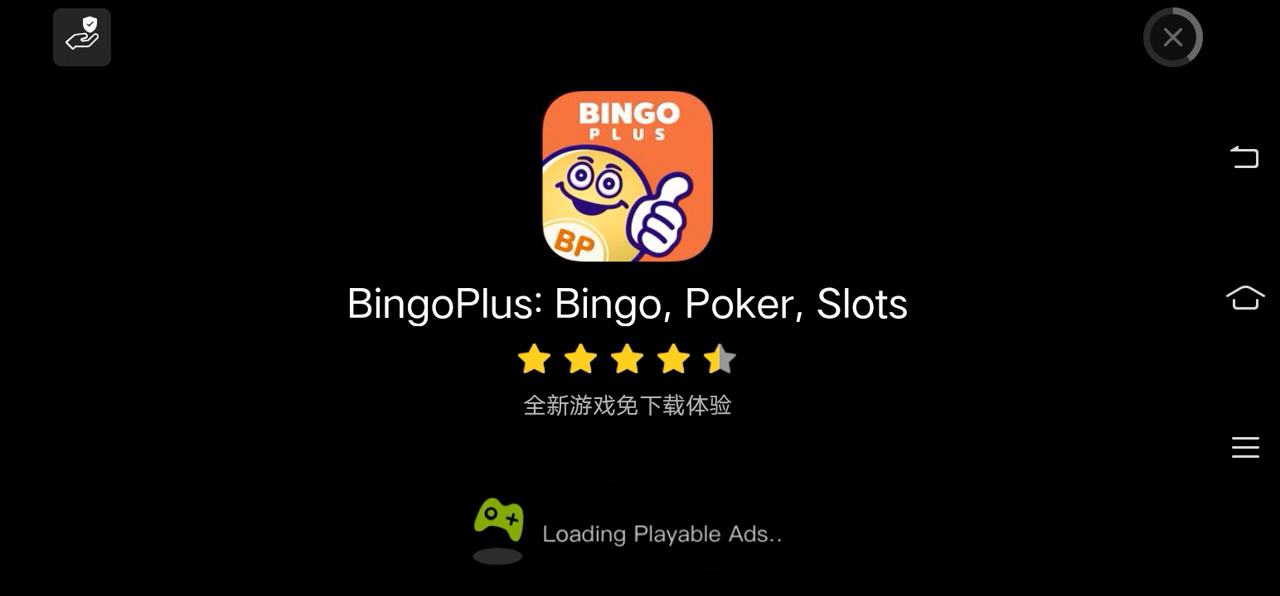 BINGO
PLUS
BP
BingoPlus: Bingo, Poker, Slots
全新游戏免下载体验
Loading Playable Ads..